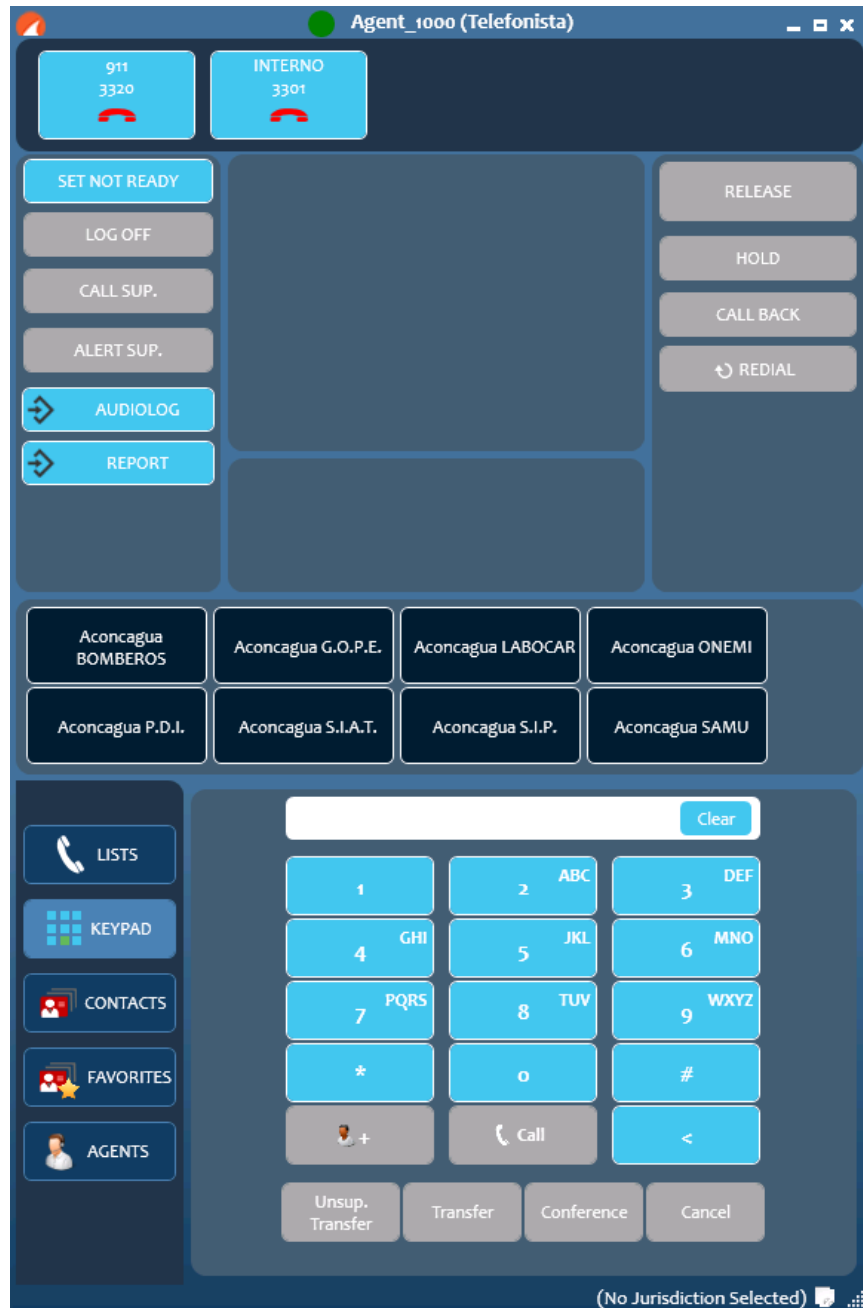 Agent_1000 (Telefonista)
911
3320
INTERNO
3301
SET NOT READY
LOG OFF
CALL SUP.
ALERT SUP.
AUDIOLOG
REPORT
RELEASE
HOLD
CALL BACK
REDIAL
Aconcagua
BOMBEROS
Aconcagua G.O.P.E.
Aconcagua LABOCAR
Aconcagua ONEMI
Aconcagua P.D.I.
Aconcagua S.I.A.T.
Aconcagua S.I.P.
Aconcagua SAMU
LISTS
KEYPAD
CONTACTS
FAVORITES
AGENTS
Clear
1
2 ABC
3 DEF
4 GHI
5 JKL
6 MNO
7 PQRS
8 TUV
9 WXYZ
*
0
#
+
Call
<
Unsup.
Transfer
Transfer
Conference
Cancel
(No Jurisdiction Selected)